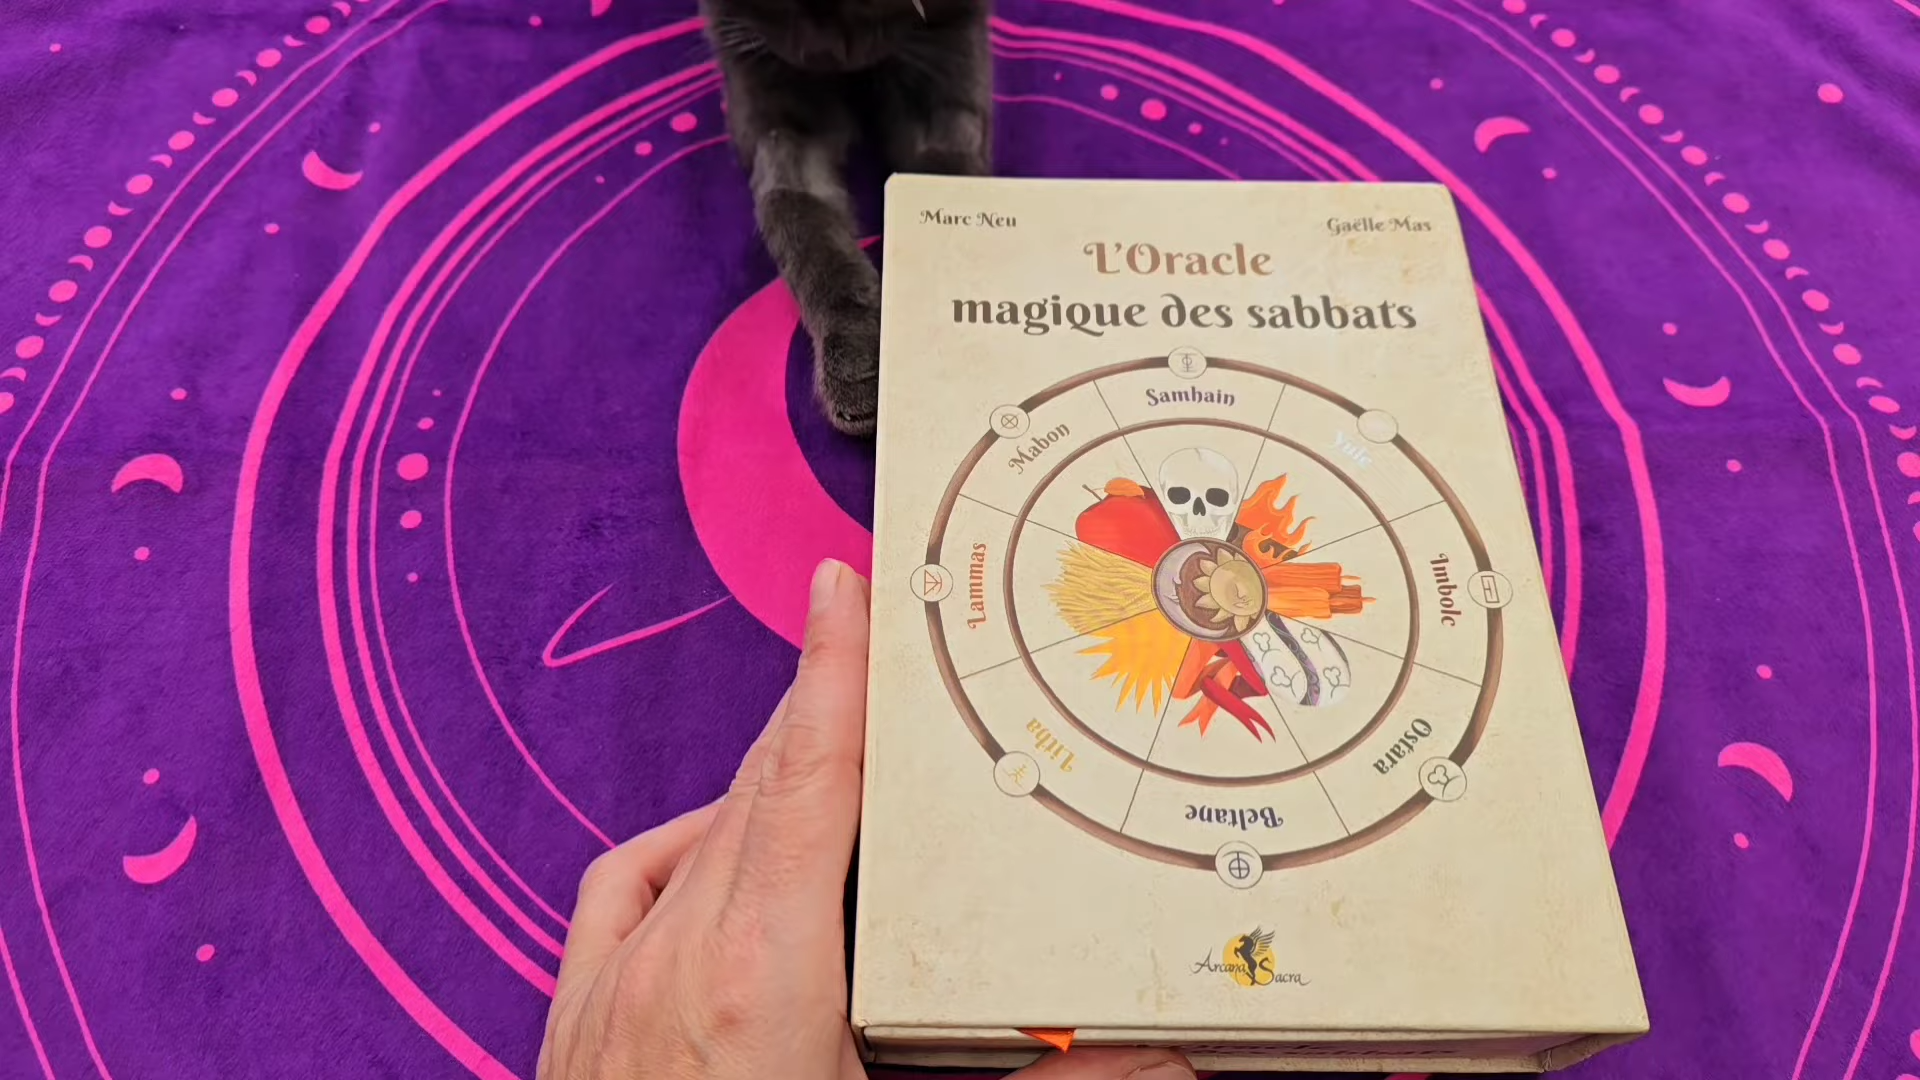 Marc Neu
Gaëlle Mas
L'Oracle
magique des sabbats
Samhain
Yule
Imbolc
Ostara
Beltane
Litha
Lammas
Mabon
Arcana Sacra